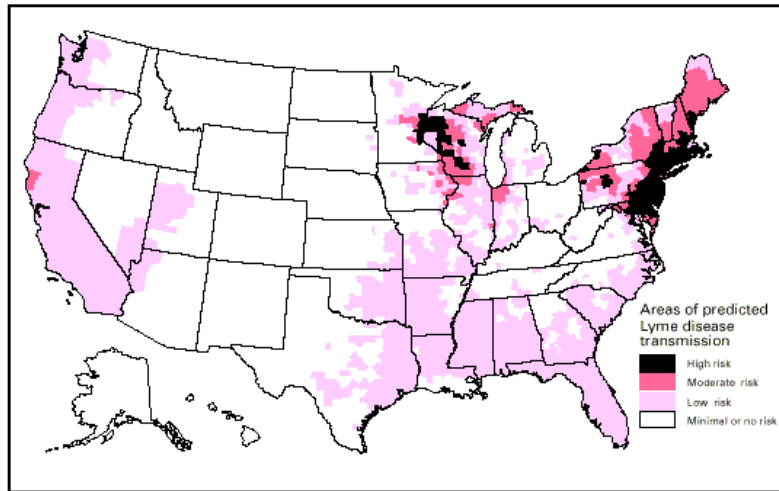 Areas of predicted
Lyme disease
transmission
High risk
Moderate risk
Low risk
Minimal or no risk